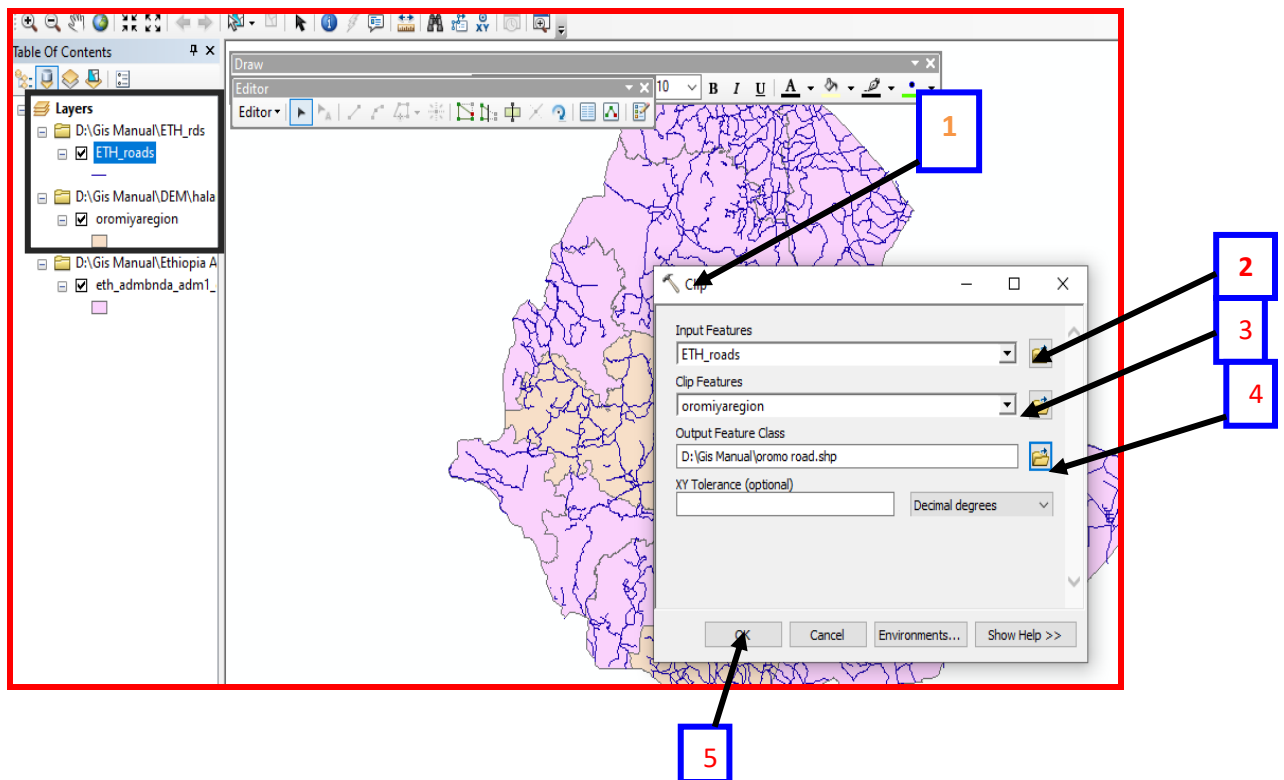 Table Of Contents
Layers
D:\Gis Manual\ETH_rds
ETH_roads
D:\Gis Manual\DEM\hala
oromiyaregion
D:\Gis Manual\Ethiopia A
eth_admbnda_adm1_
XY
Draw
Editor
10
B I U A
Editor
1
Clip
Input Features
ETH_roads
Clip Features
oromiyaregion
Output Feature Class
D:\Gis Manual\oromo road.shp
XY Tolerance (optional)
Decimal degrees
OK
Cancel
Environments...
Show Help >>
2
3
4
5